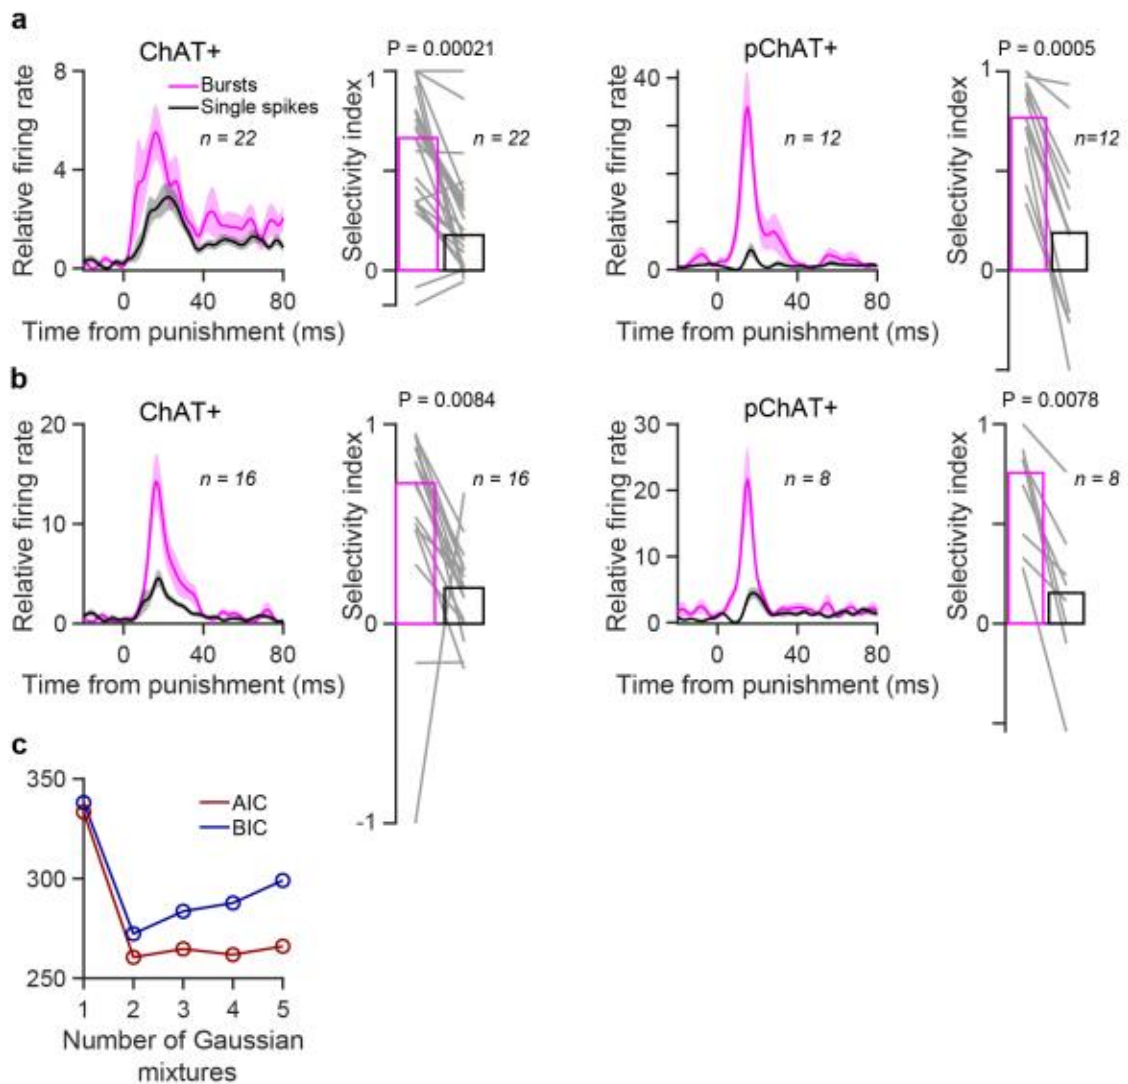 a
ChAT+
P = 0.00021
pChAT+
P = 0.0005
Relative firing rate
8
4
0
Bursts
Single spikes
n = 22
0 40 80
Time from punishment (ms)
Selectivity index
1
0
n = 22
Relative firing rate
40
20
0
n = 12
0 40 80
Time from punishment (ms)
Selectivity index
1
0
n=12
b
ChAT+
P = 0.0084
pChAT+
P = 0.0078
Relative firing rate
20
10
0
n = 16
0 40 80
Time from punishment (ms)
Selectivity index
1
0
-1
n = 16
Relative firing rate
30
20
10
0
n = 8
0 40 80
Time from punishment (ms)
Selectivity index
1
0
n = 8
c
350
300
250
AIC
BIC
1 2 3 4 5
Number of Gaussian
mixtures